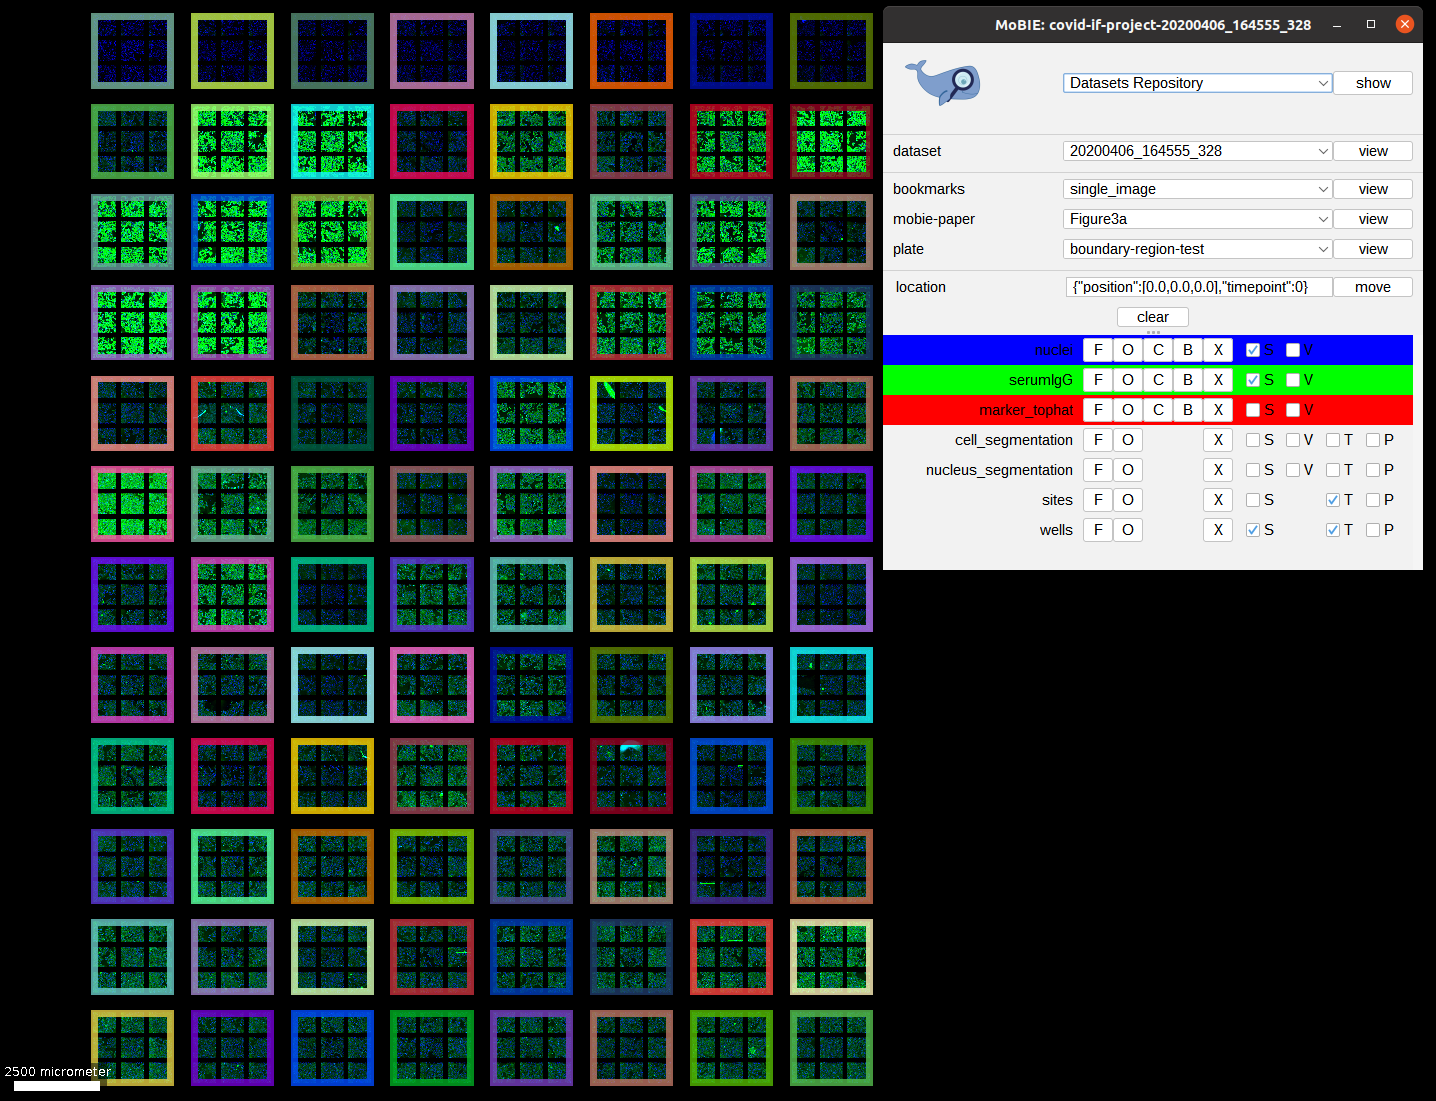 MoBIE: covid-if-project-20200406_164555_328
Datasets Repository show
dataset 20200406_164555_328 view
bookmarks single_image view
mobie-paper Figure3a view
plate boundary-region-test view
location {"position":[0.0,0.0,0.0],"timepoint":0} move
clear
nuclei F O C B X S V
serumIgG F O C B X S V
marker_tophat F O C B X S V
cell_segmentation F O X S V T P
nucleus_segmentation F O X S V T P
sites F O X S T P
wells F O X S T P
2500 micrometer